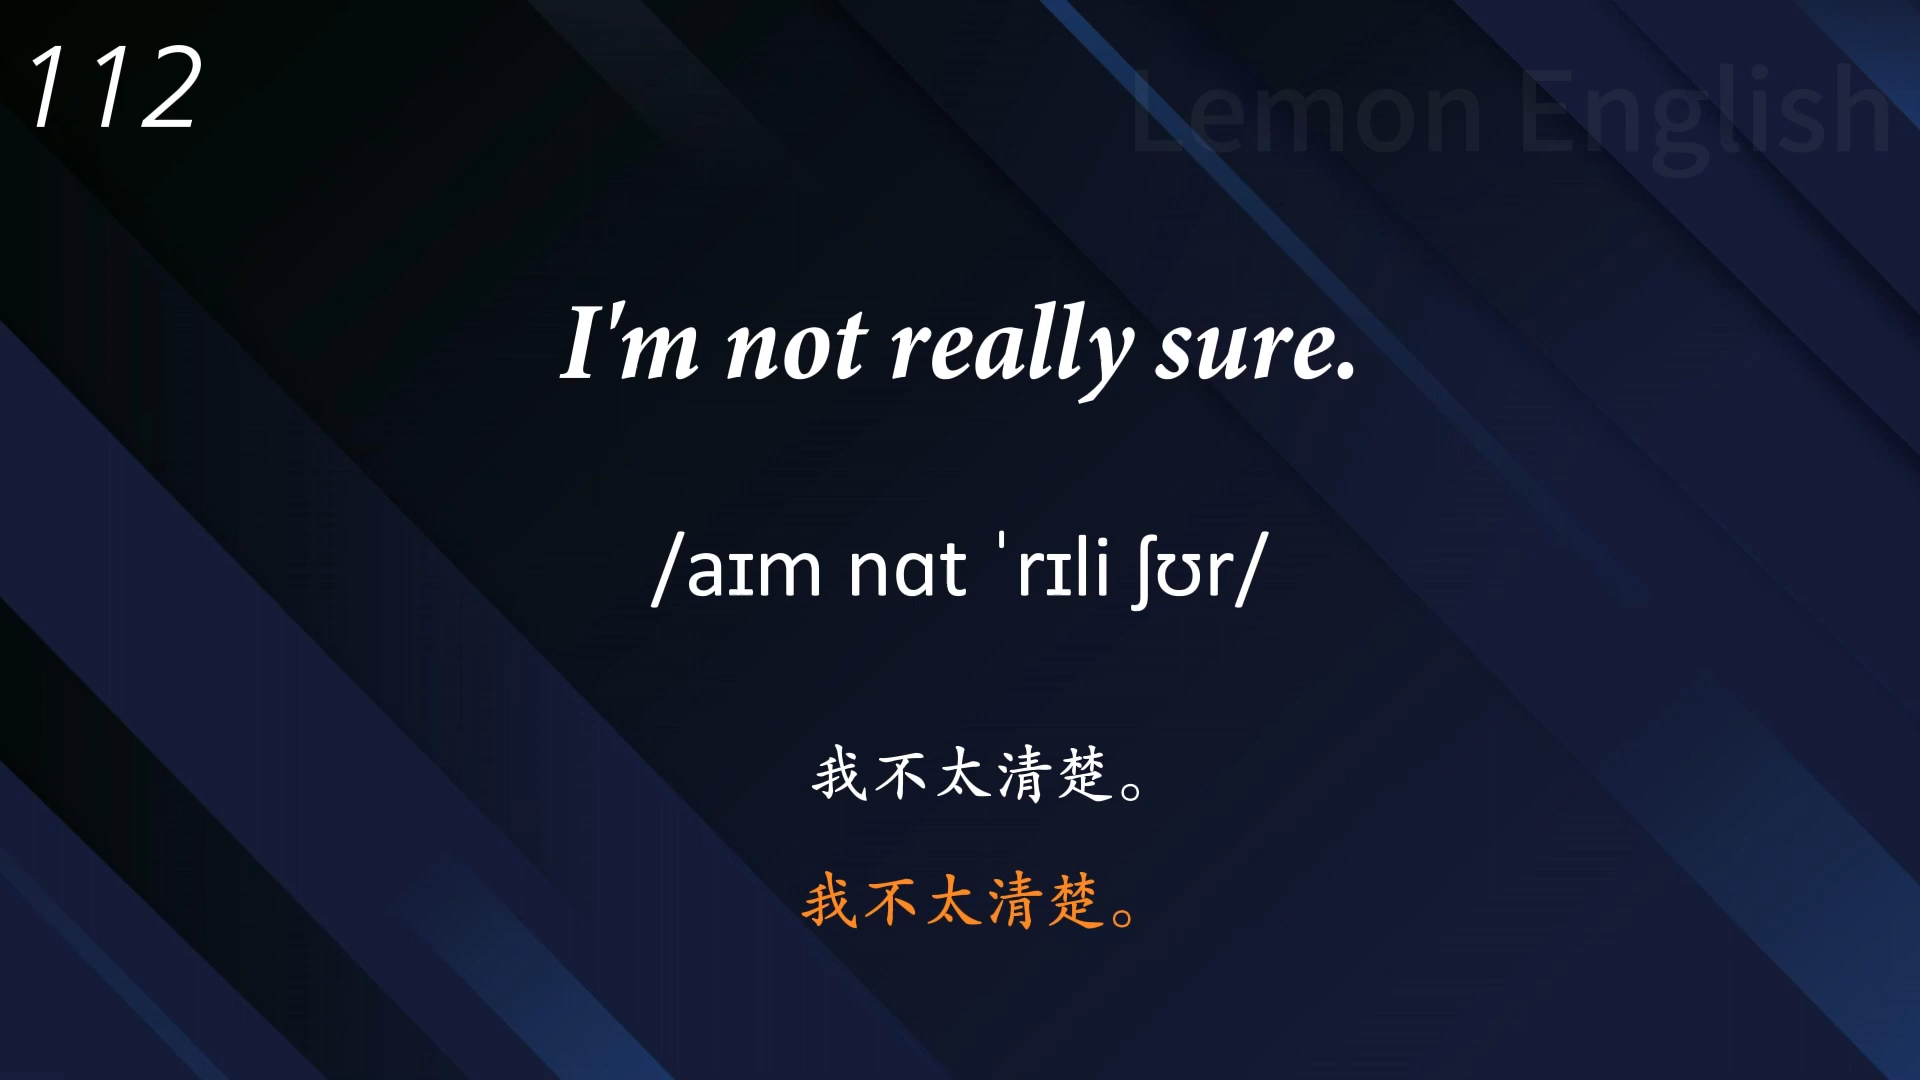 112
Lemon English
I'm not really sure.
/aɪm nɑt ˈrɪli ʃʊr/
我不太清楚。
我不太清楚。